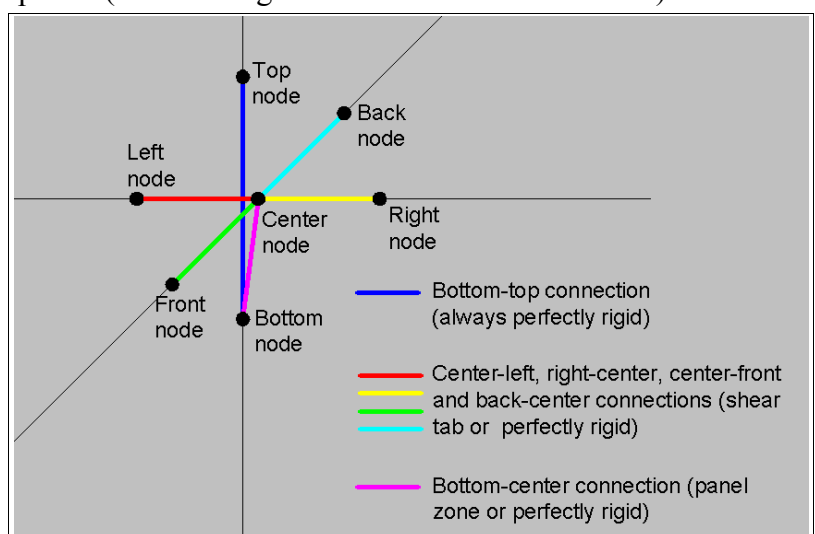 Top
node
Back
node
Left
node
Center
node
Right
node
Front
node
Bottom
node
Bottom-top connection
(always perfectly rigid)
Center-left, right-center, center-front
and back-center connections (shear
tab or perfectly rigid)
Bottom-center connection (panel
zone or perfectly rigid)